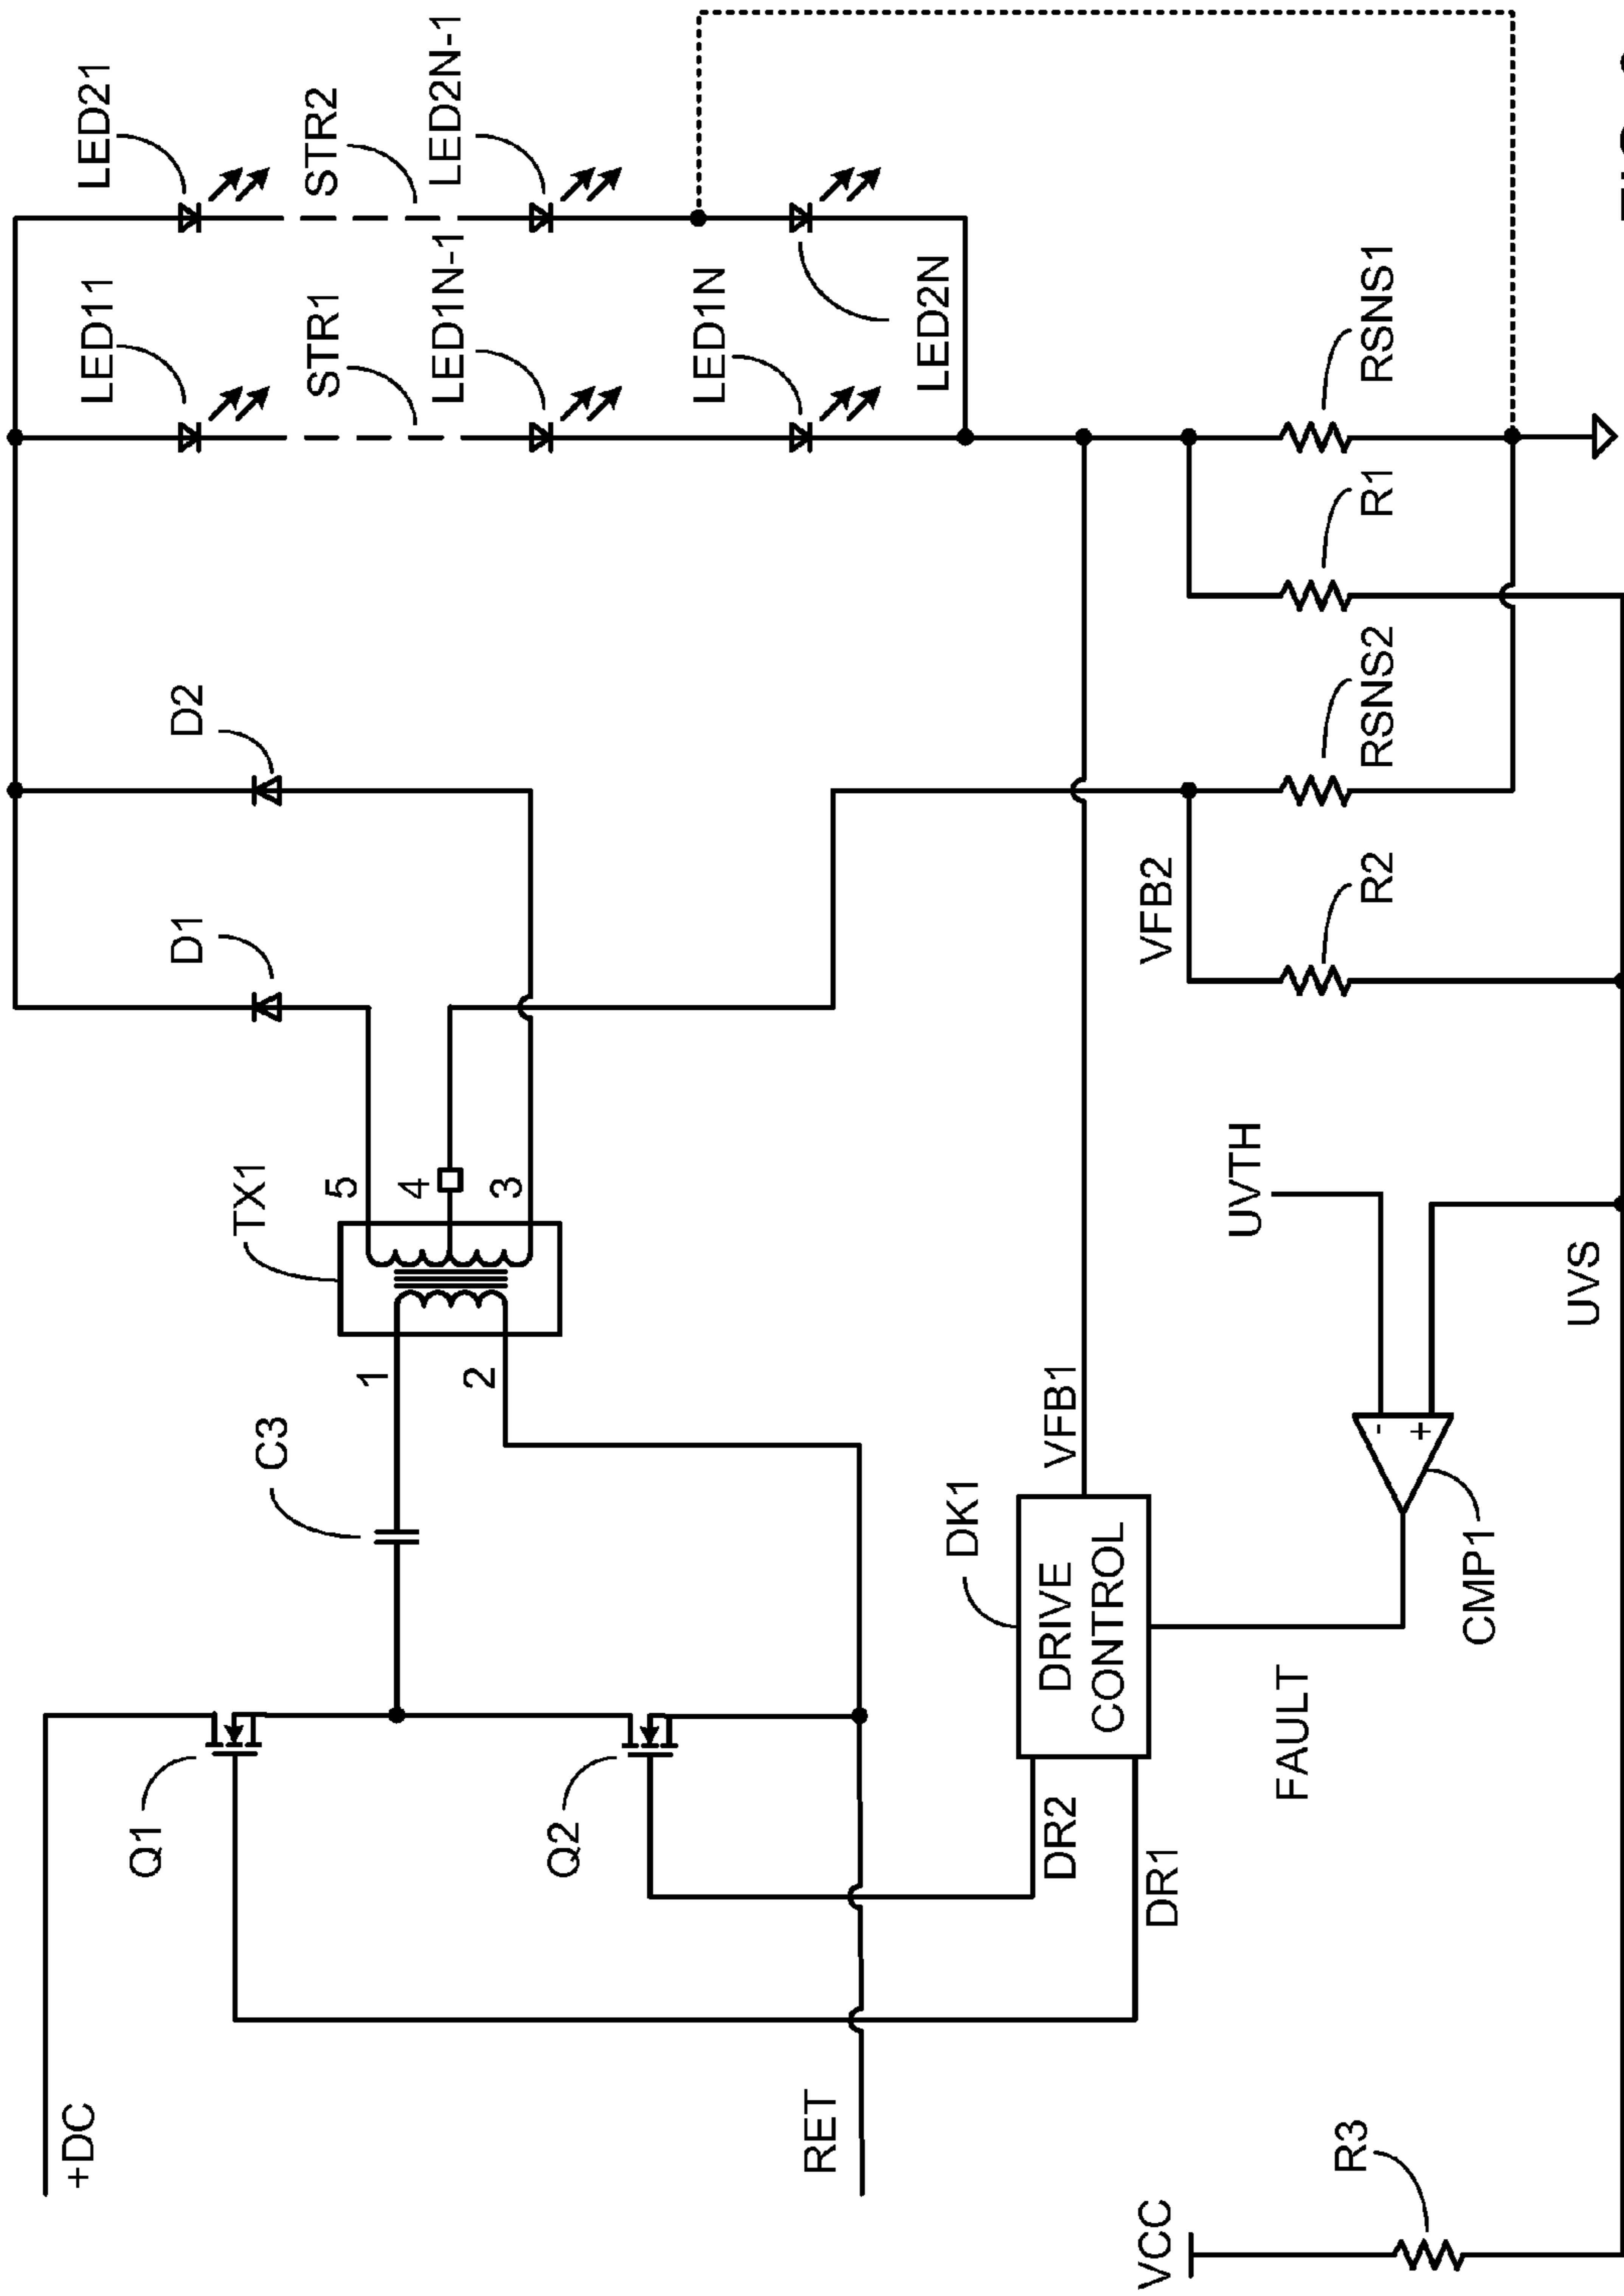 +DC
Q1
Q2
RET
C3
TX1
1
2
5
4
3
D1
D2
LED11
STR1
LED1N-1
LED1N
LED21
STR2
LED2N-1
LED2N
DK1
DRIVE
CONTROL
DR2
DR1
VFB1
FAULT
CMP1
-
+
UVTH
UVS
VFB2
R2
RSNS2
R1
RSNS1
VCC
R3